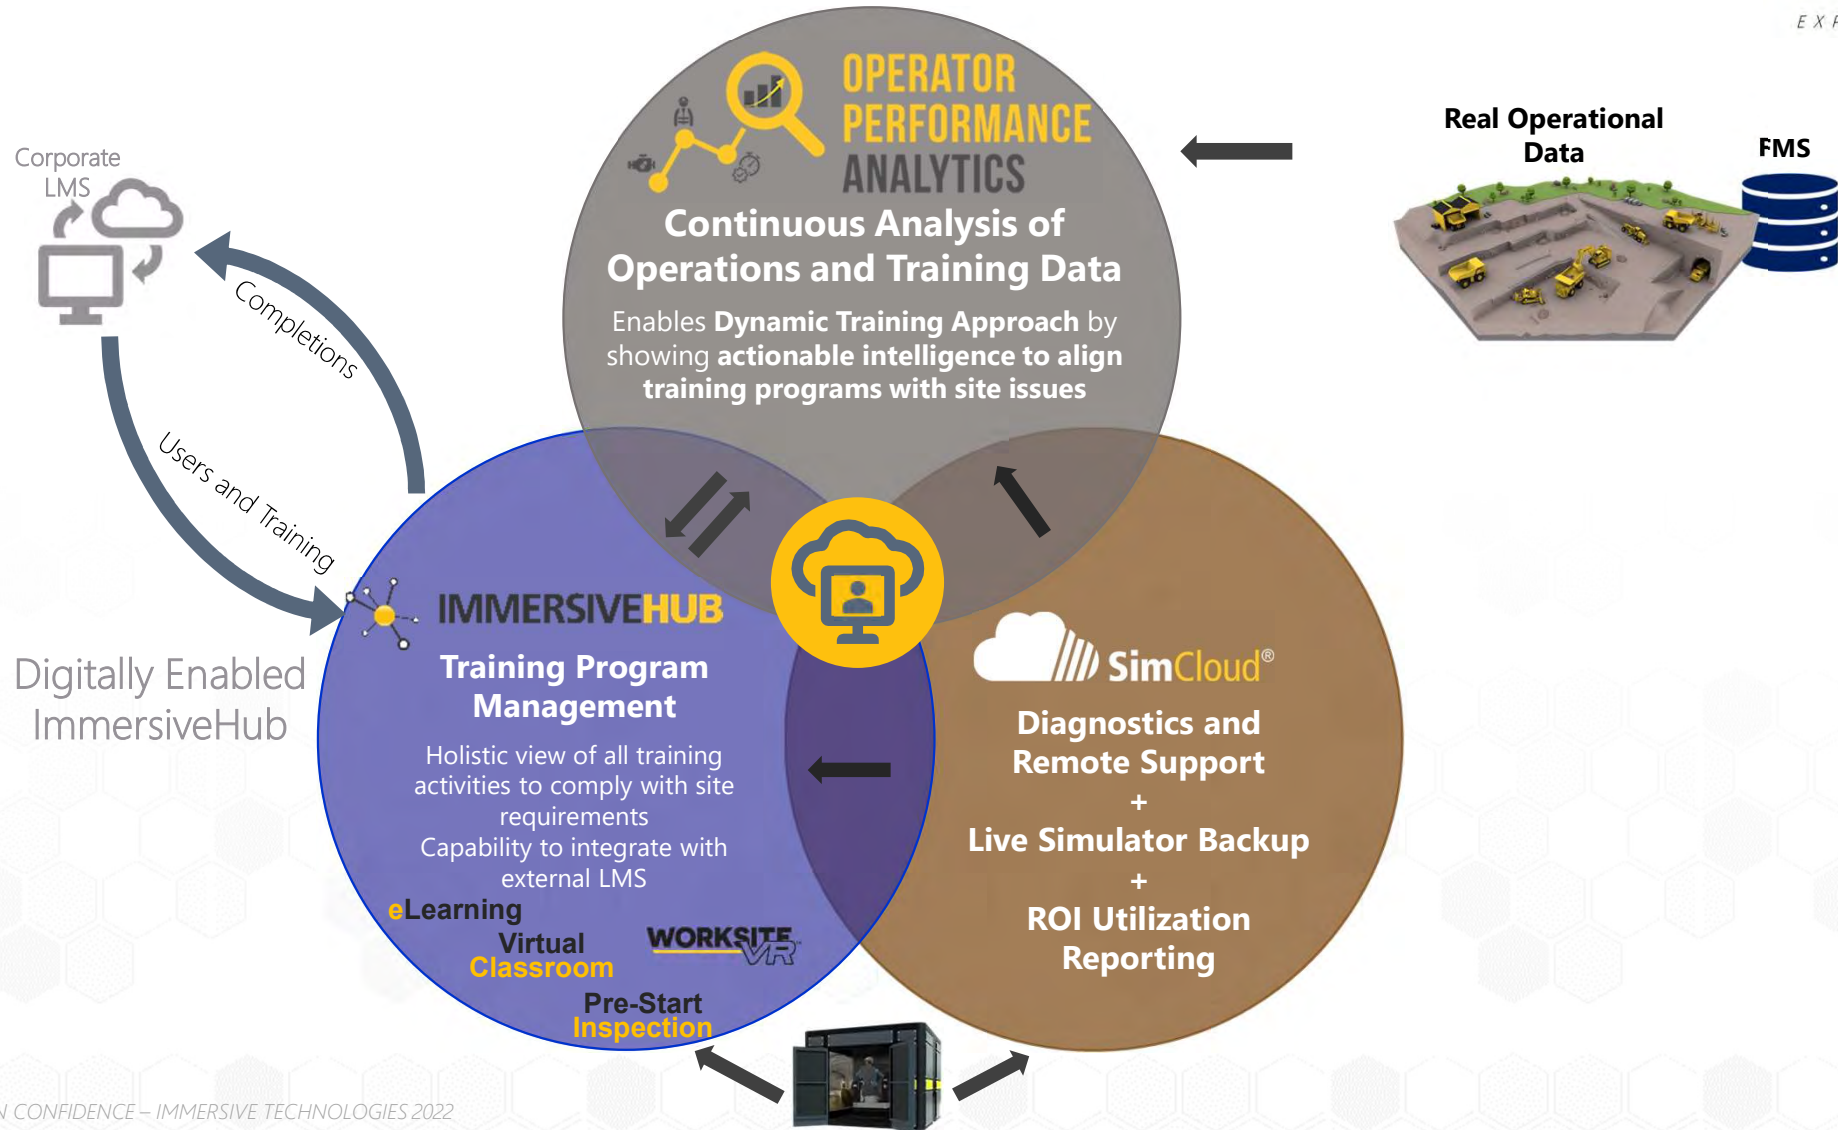 EXP
OPERATOR
PERFORMANCE
ANALYTICS
Continuous Analysis of
Operations and Training Data
Enables Dynamic Training Approach by
showing actionable intelligence to align
training programs with site issues
Real Operational
Data
FMS
Corporate
LMS
Completions
Users and Training
Digitally Enabled
ImmersiveHub
IMMERSIVEHUB
Training Program
Management
Holistic view of all training
activities to comply with site
requirements
Capability to integrate with
external LMS
eLearning
Virtual
Classroom
WORKSITE
VR™
Pre-Start
Inspection
SimCloud®
Diagnostics and
Remote Support
+
Live Simulator Backup
+
ROI Utilization
Reporting
N CONFIDENCE – IMMERSIVE TECHNOLOGIES 2022